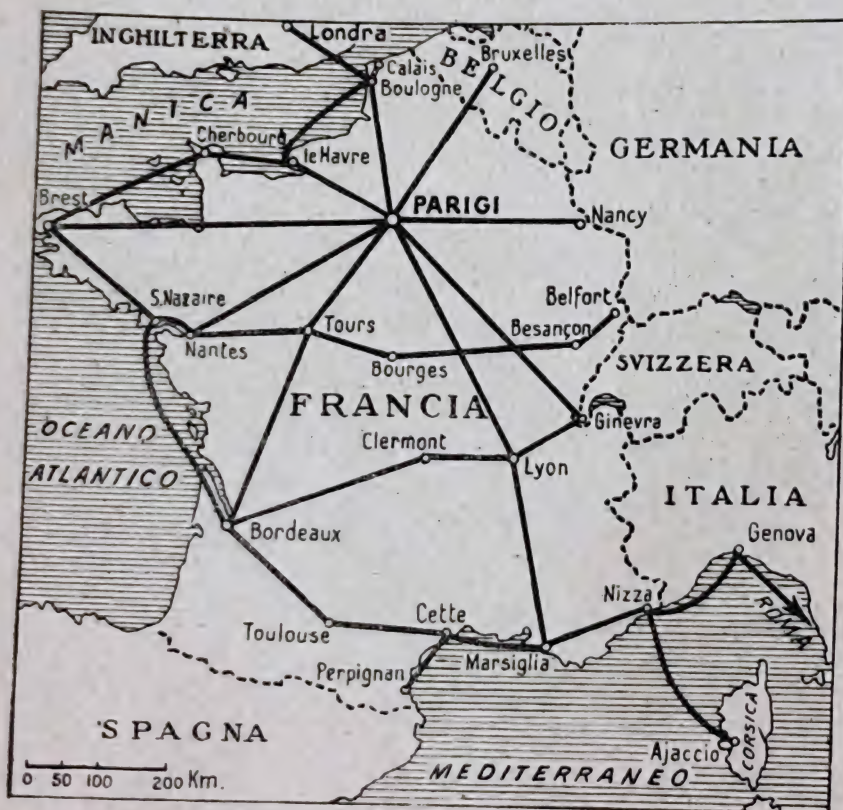 INGHILTERRA
Londra
Calais
Boulogne
Bruxelles
BELGIO
MANICA
Cherbourg
le Havre
GERMANIA
Brest
PARIGI
Nancy
S. Nazaire
Nantes
Tours
Belfort
Besançon
Bourges
SVIZZERA
FRANCIA
Ginevra
OCEANO
ATLANTICO
Clermont
Lyon
ITALIA
Bordeaux
Genova
Nizza
ROMA
Toulouse
Cette
Marsiglia
Perpignan
SPAGNA
Ajaccio
CORSICA
MEDITERRANEO
0 50 100 200 Km.